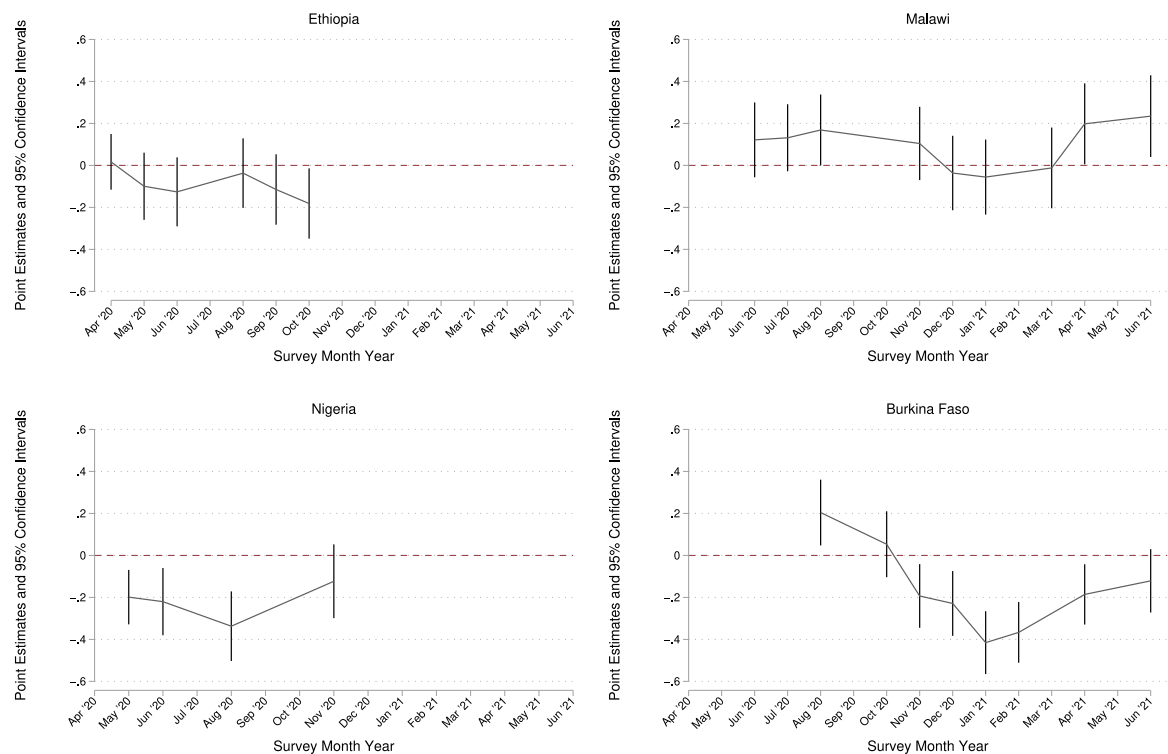 Ethiopia
Point Estimates and 95% Confidence Intervals
.6
.4
.2
0
−.2
−.4
−.6
Apr '20
May '20
Jun '20
Jul '20
Aug '20
Sep '20
Oct '20
Nov '20
Dec '20
Jan '21
Feb '21
Mar '21
Apr '21
May '21
Jun '21
Survey Month Year
Malawi
Point Estimates and 95% Confidence Intervals
.6
.4
.2
0
−.2
−.4
−.6
Apr '20
May '20
Jun '20
Jul '20
Aug '20
Sep '20
Oct '20
Nov '20
Dec '20
Jan '21
Feb '21
Mar '21
Apr '21
May '21
Jun '21
Survey Month Year
Nigeria
Point Estimates and 95% Confidence Intervals
.6
.4
.2
0
−.2
−.4
−.6
Apr '20
May '20
Jun '20
Jul '20
Aug '20
Sep '20
Oct '20
Nov '20
Dec '20
Jan '21
Feb '21
Mar '21
Apr '21
May '21
Jun '21
Survey Month Year
Burkina Faso
Point Estimates and 95% Confidence Intervals
.6
.4
.2
0
−.2
−.4
−.6
Apr '20
May '20
Jun '20
Jul '20
Aug '20
Sep '20
Oct '20
Nov '20
Dec '20
Jan '21
Feb '21
Mar '21
Apr '21
May '21
Jun '21
Survey Month Year